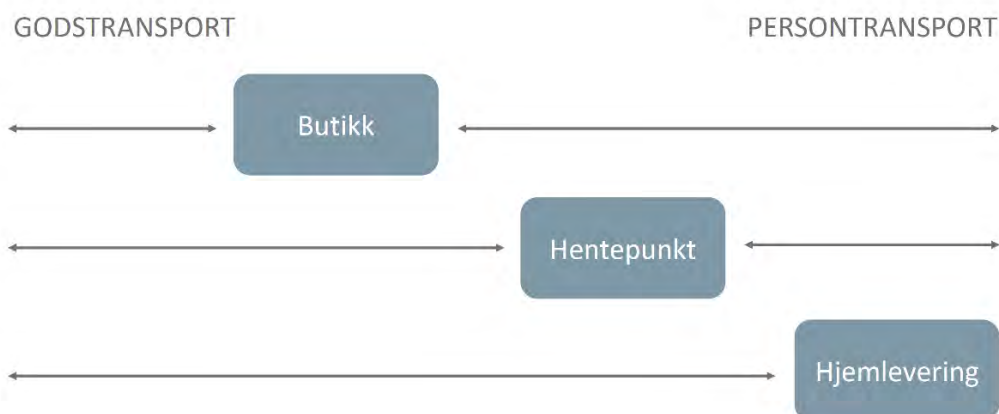 GODSTRANSPORT
PERSONTRANSPORT
Butikk
Hentepunkt
Hjemlevering